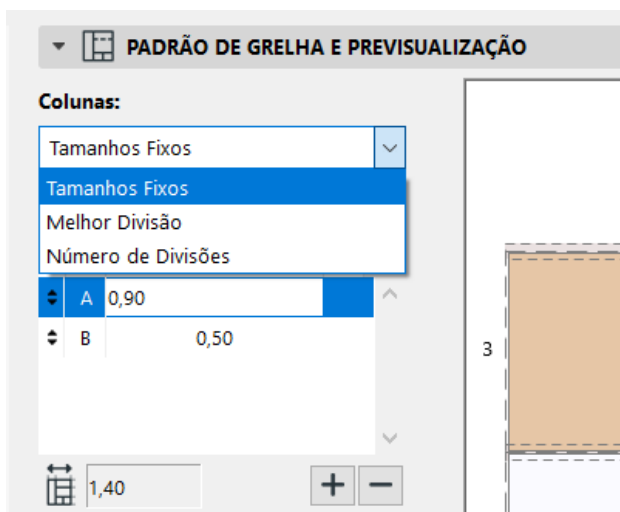 PADRÃO DE GRELHA E PREVISUALIZAÇÃO
Colunas:
Tamanhos Fixos
Tamanhos Fixos
Melhor Divisão
Número de Divisões
A 0,90
B 0,50
3
1,40